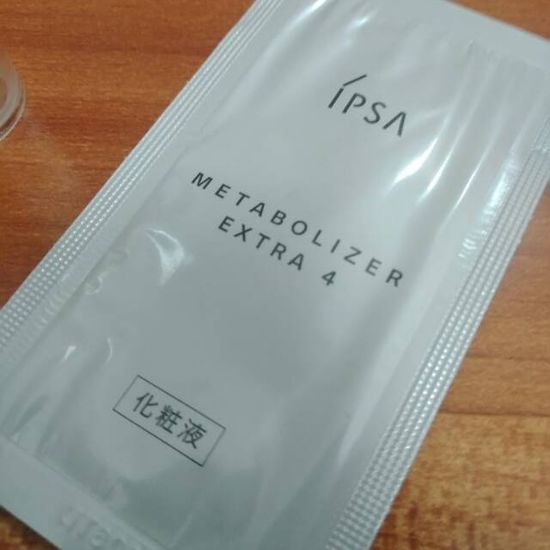 IPSA
METABOLIZER
EXTRA 4
化粧液